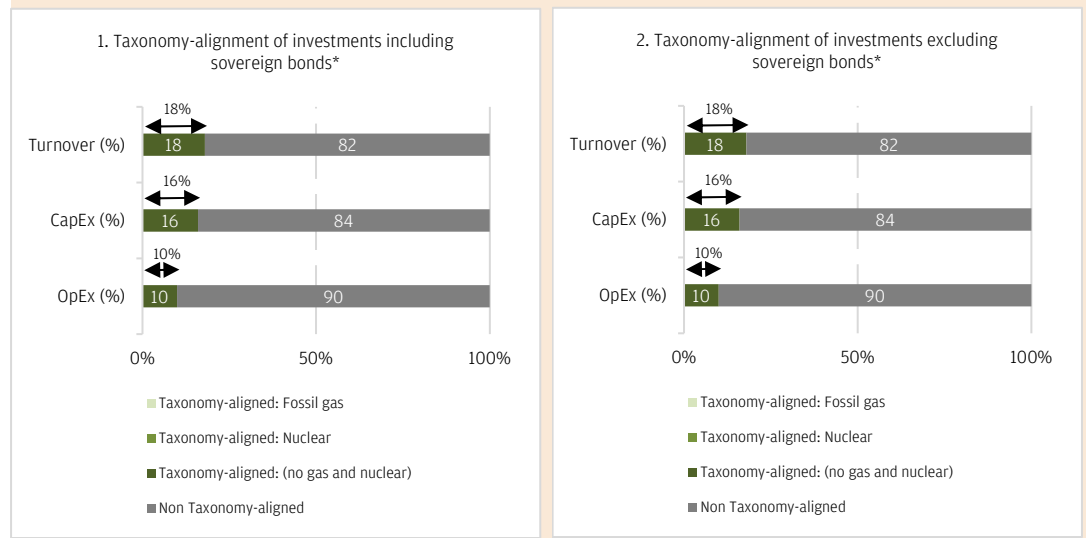 1. Taxonomy-alignment of investments including
sovereign bonds*
18%
Turnover (%)
18
82
16%
CapEx (%)
16
84
10%
OpEx (%)
10
90
0%
50%
100%
Taxonomy-aligned: Fossil gas
Taxonomy-aligned: Nuclear
Taxonomy-aligned: (no gas and nuclear)
Non Taxonomy-aligned
2. Taxonomy-alignment of investments excluding
sovereign bonds*
18%
Turnover (%)
18
82
16%
CapEx (%)
16
84
10%
OpEx (%)
10
90
0%
50%
100%
Taxonomy-aligned: Fossil gas
Taxonomy-aligned: Nuclear
Taxonomy-aligned: (no gas and nuclear)
Non Taxonomy-aligned